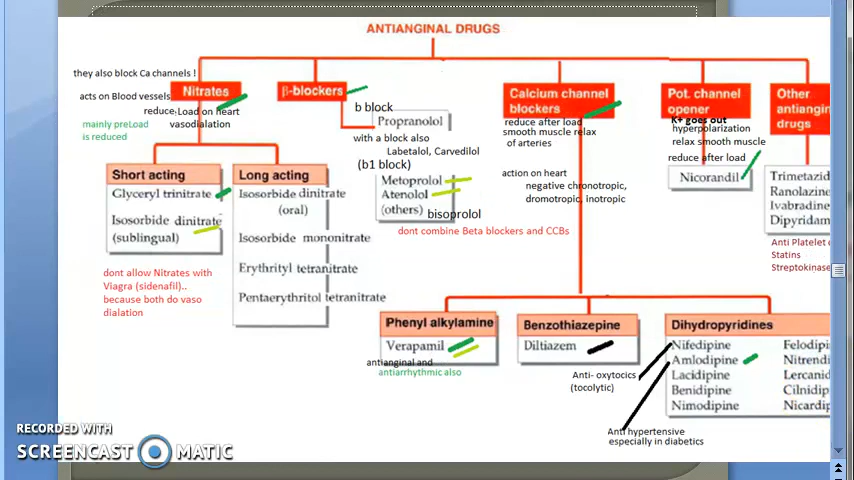 ANTIANGINAL DRUGS
they also block Ca channels !
acts on Blood vessels
Nitrates
reduce Load on heart
vasodialation
mainly preLoad
is reduced
β-blockers
b block
Propranolol
with a block also
Labetalol, Carvedilol
(b1 block)
Metoprolol
Atenolol
(others)
bisoprolol
dont combine Beta blockers and CCBs
Calcium channel
blockers
reduce after load
smooth muscle relax
of arteries
action on heart
negative chronotropic,
dromotropic, inotropic
Pot. channel
opener
K+ goes out
hyperpolarization
relax smooth muscle
reduce after load
Nicorandil
Other
antiangin
drugs
Trimetazid
Ranolazine
Ivabradine
Dipyridam
Anti Platelet
Statins
Streptokinase
Short acting
Glyceryl trinitrate
Isosorbide dinitrate
(sublingual)
Long acting
Isosorbide dinitrate
(oral)
Isosorbide mononitrate
Erythrityl tetranitrate
Pentaerythritol tetranitrate
dont allow Nitrates with
Viagra (sidenafil)..
because both do vaso
dialation
Phenyl alkylamine
Verapamil
antianginal and
antiarrhythmic also
Benzothiazepine
Diltiazem
Anti- oxytocics
(tocolytic)
Dihydropyridines
Nifedipine Felodipi
Amlodipine Nitrend
Lacidipine Lercanid
Benidipine Cilnidip
Nimodipine Nicardip
Anti hypertensive
especially in diabetics
RECORDED WITH
SCREENCAST MATIC